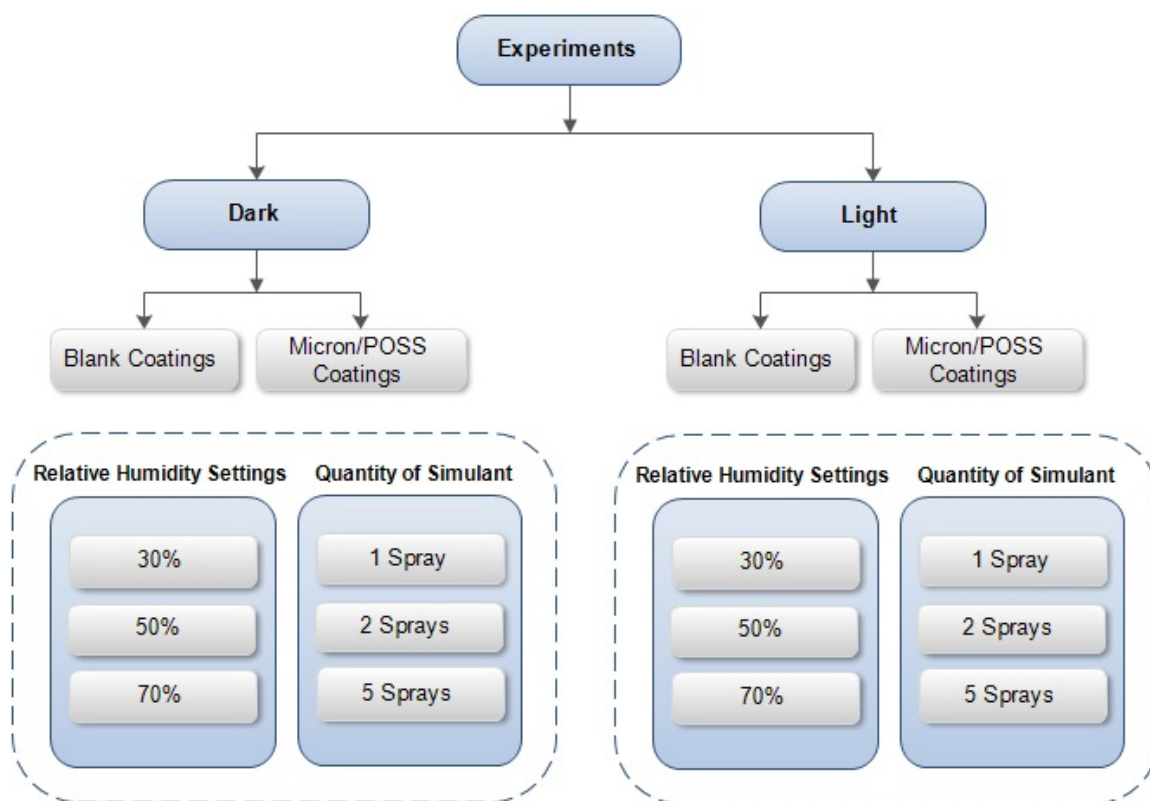 Experiments
Dark
Light
Blank Coatings
Micron/POSS
Coatings
Blank Coatings
Micron/POSS
Coatings
Relative Humidity Settings
Quantity of Simulant
30%
1 Spray
50%
2 Sprays
70%
5 Sprays
Relative Humidity Settings
Quantity of Simulant
30%
1 Spray
50%
2 Sprays
70%
5 Sprays